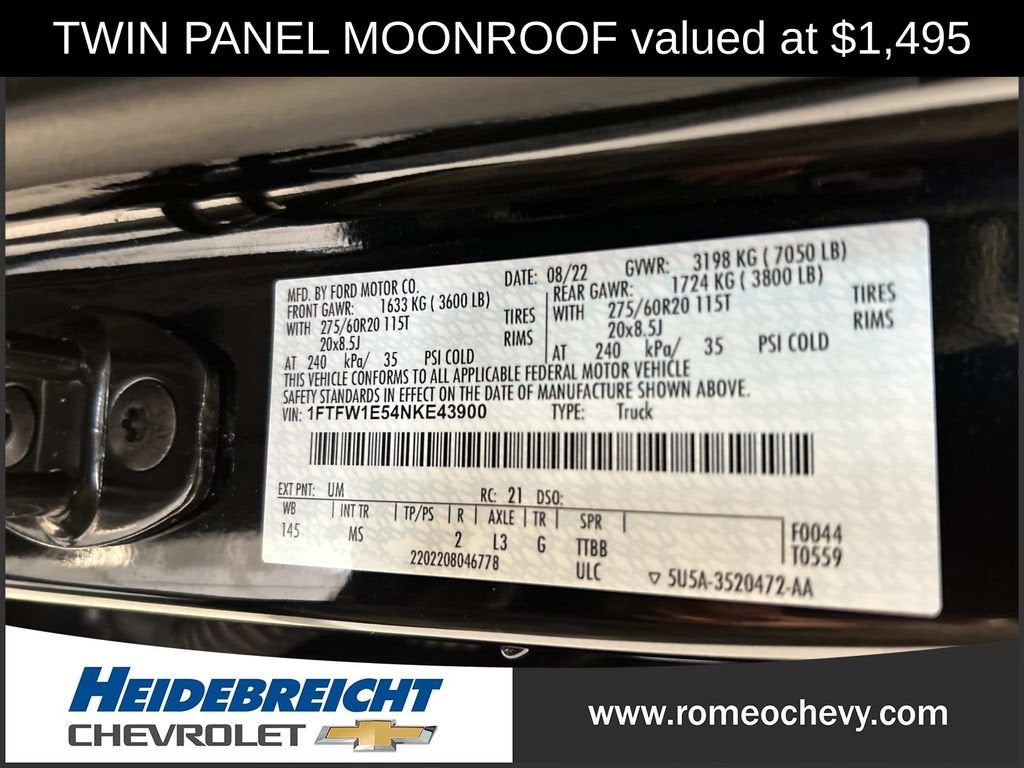 TWIN PANEL MOONROOF valued at $1,495
MFD. BY FORD MOTOR CO. DATE: 08/22 GVWR: 3198 KG ( 7050 LB)
FRONT GAWR: 1633 KG ( 3600 LB) REAR GAWR: 1724 KG ( 3800 LB)
WITH 275/60R20 115T TIRES WITH 275/60R20 115T TIRES
20x8.5J RIMS 20x8.5J RIMS
AT 240 kPa/ 35 PSI COLD AT 240 kPa/ 35 PSI COLD
THIS VEHICLE CONFORMS TO ALL APPLICABLE FEDERAL MOTOR VEHICLE
SAFETY STANDARDS IN EFFECT ON THE DATE OF MANUFACTURE SHOWN ABOVE.
VIN: 1FTFW1E54NKE43900 TYPE: Truck
EXT PNT: UM RC: 21 DSO:
WB INT TR TP/PS R AXLE TR SPR F0044
145 MS 2 L3 G TTBB T0559
2202208046778 ULC 5U5A-3520472-AA
HEIDEBREICHT
CHEVROLET
www.romeochevy.com